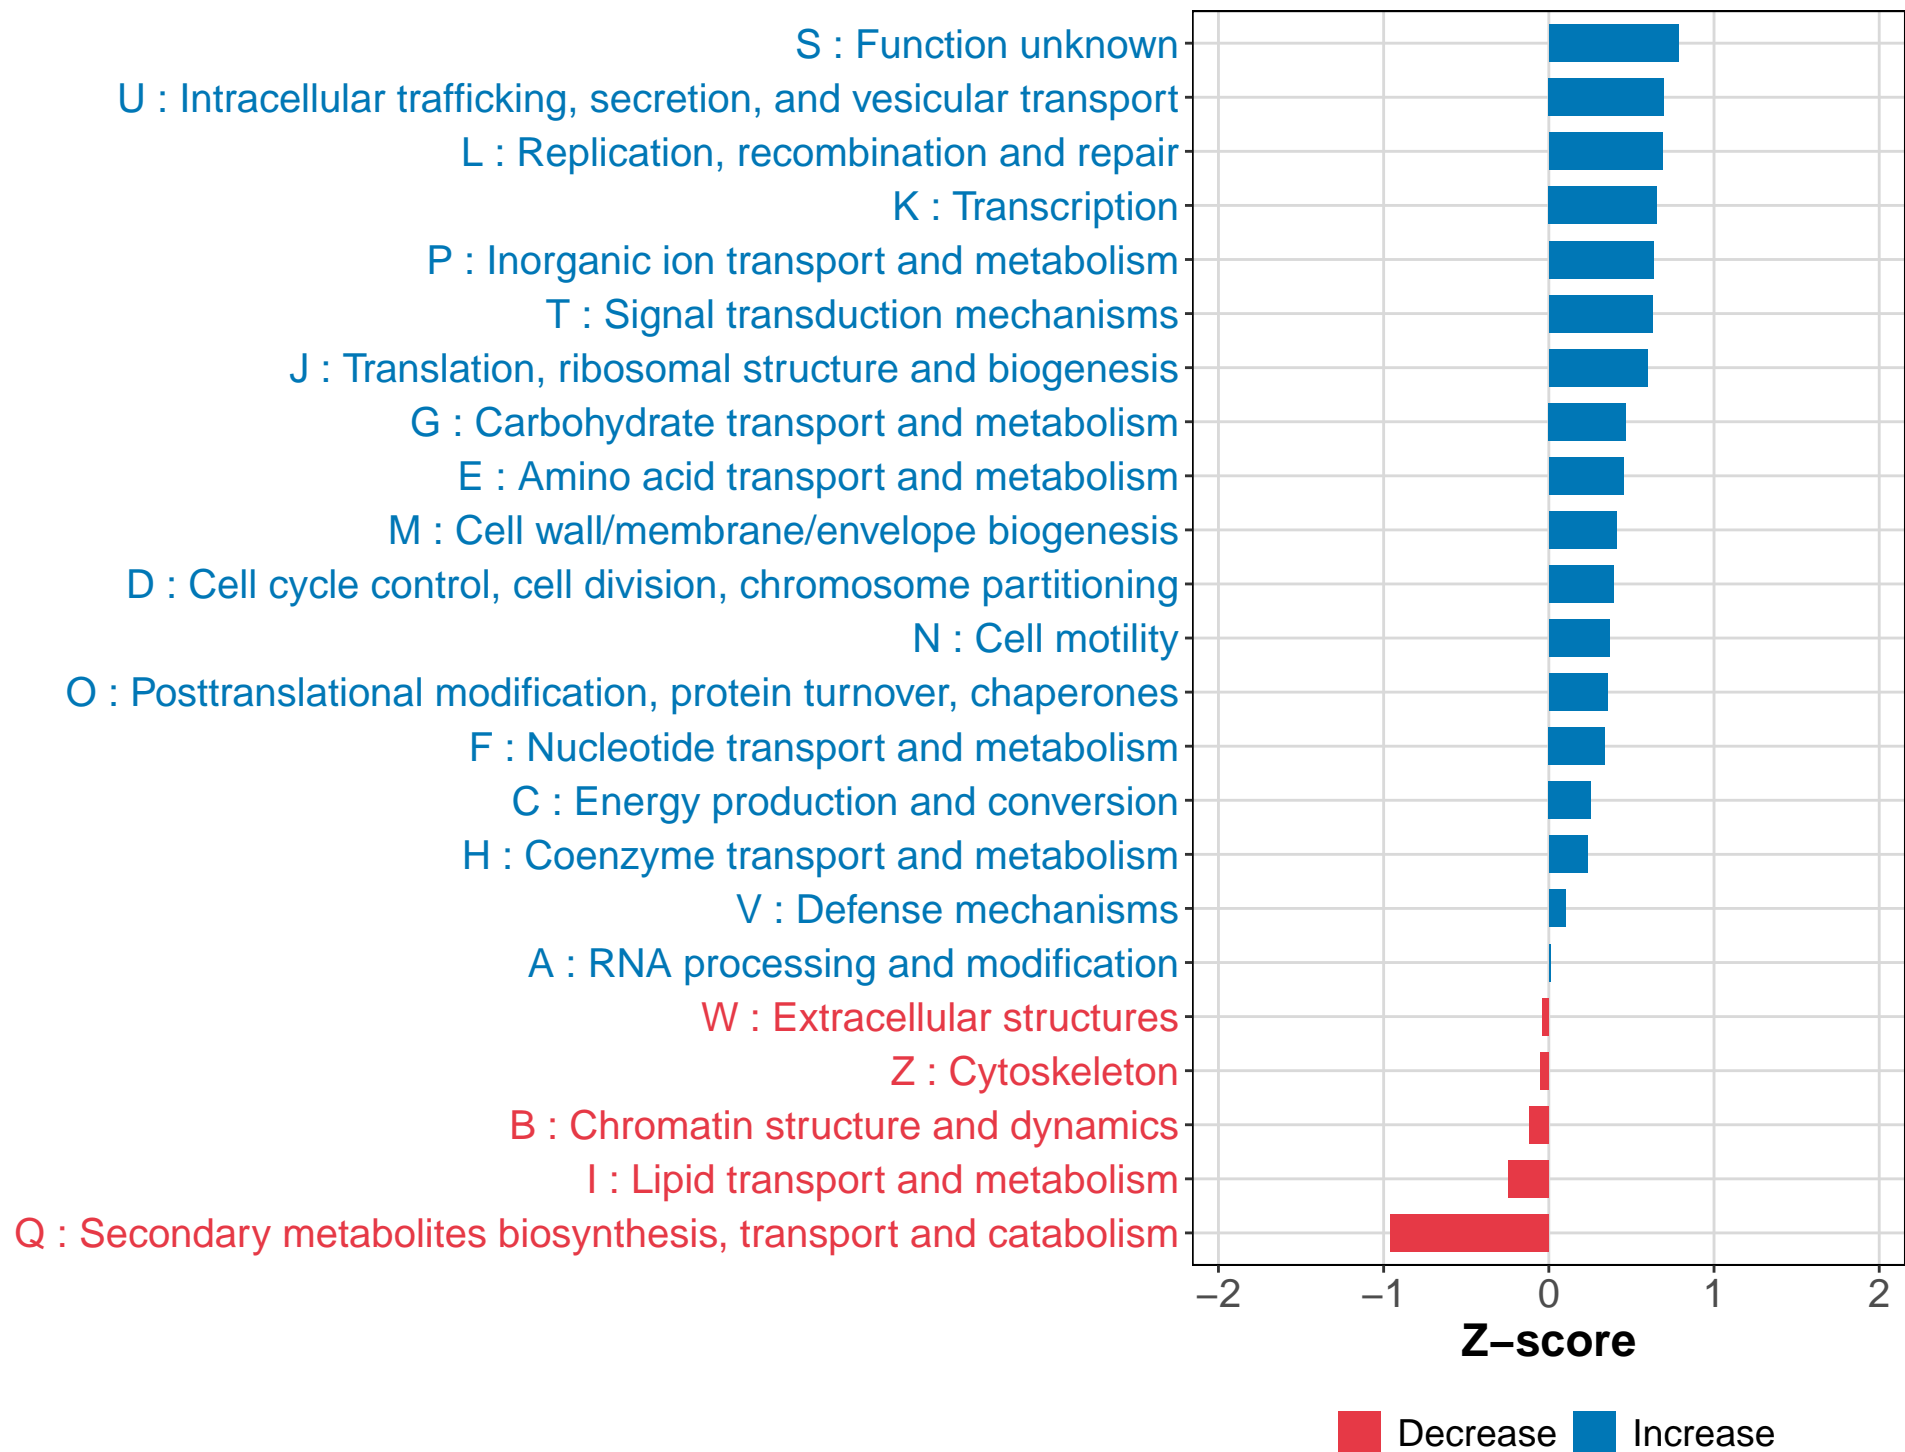 S : Function unknown
U : Intracellular trafficking, secretion, and vesicular transport
L : Replication, recombination and repair
K : Transcription
P : Inorganic ion transport and metabolism
T : Signal transduction mechanisms
J : Translation, ribosomal structure and biogenesis
G : Carbohydrate transport and metabolism
E : Amino acid transport and metabolism
M : Cell wall/membrane/envelope biogenesis
D : Cell cycle control, cell division, chromosome partitioning
N : Cell motility
O : Posttranslational modification, protein turnover, chaperones
F : Nucleotide transport and metabolism
C : Energy production and conversion
H : Coenzyme transport and metabolism
V : Defense mechanisms
A : RNA processing and modification
W : Extracellular structures
Z : Cytoskeleton
B : Chromatin structure and dynamics
I : Lipid transport and metabolism
Q : Secondary metabolites biosynthesis, transport and catabolism
−2 −1 0 1 2
Z−score
Decrease Increase